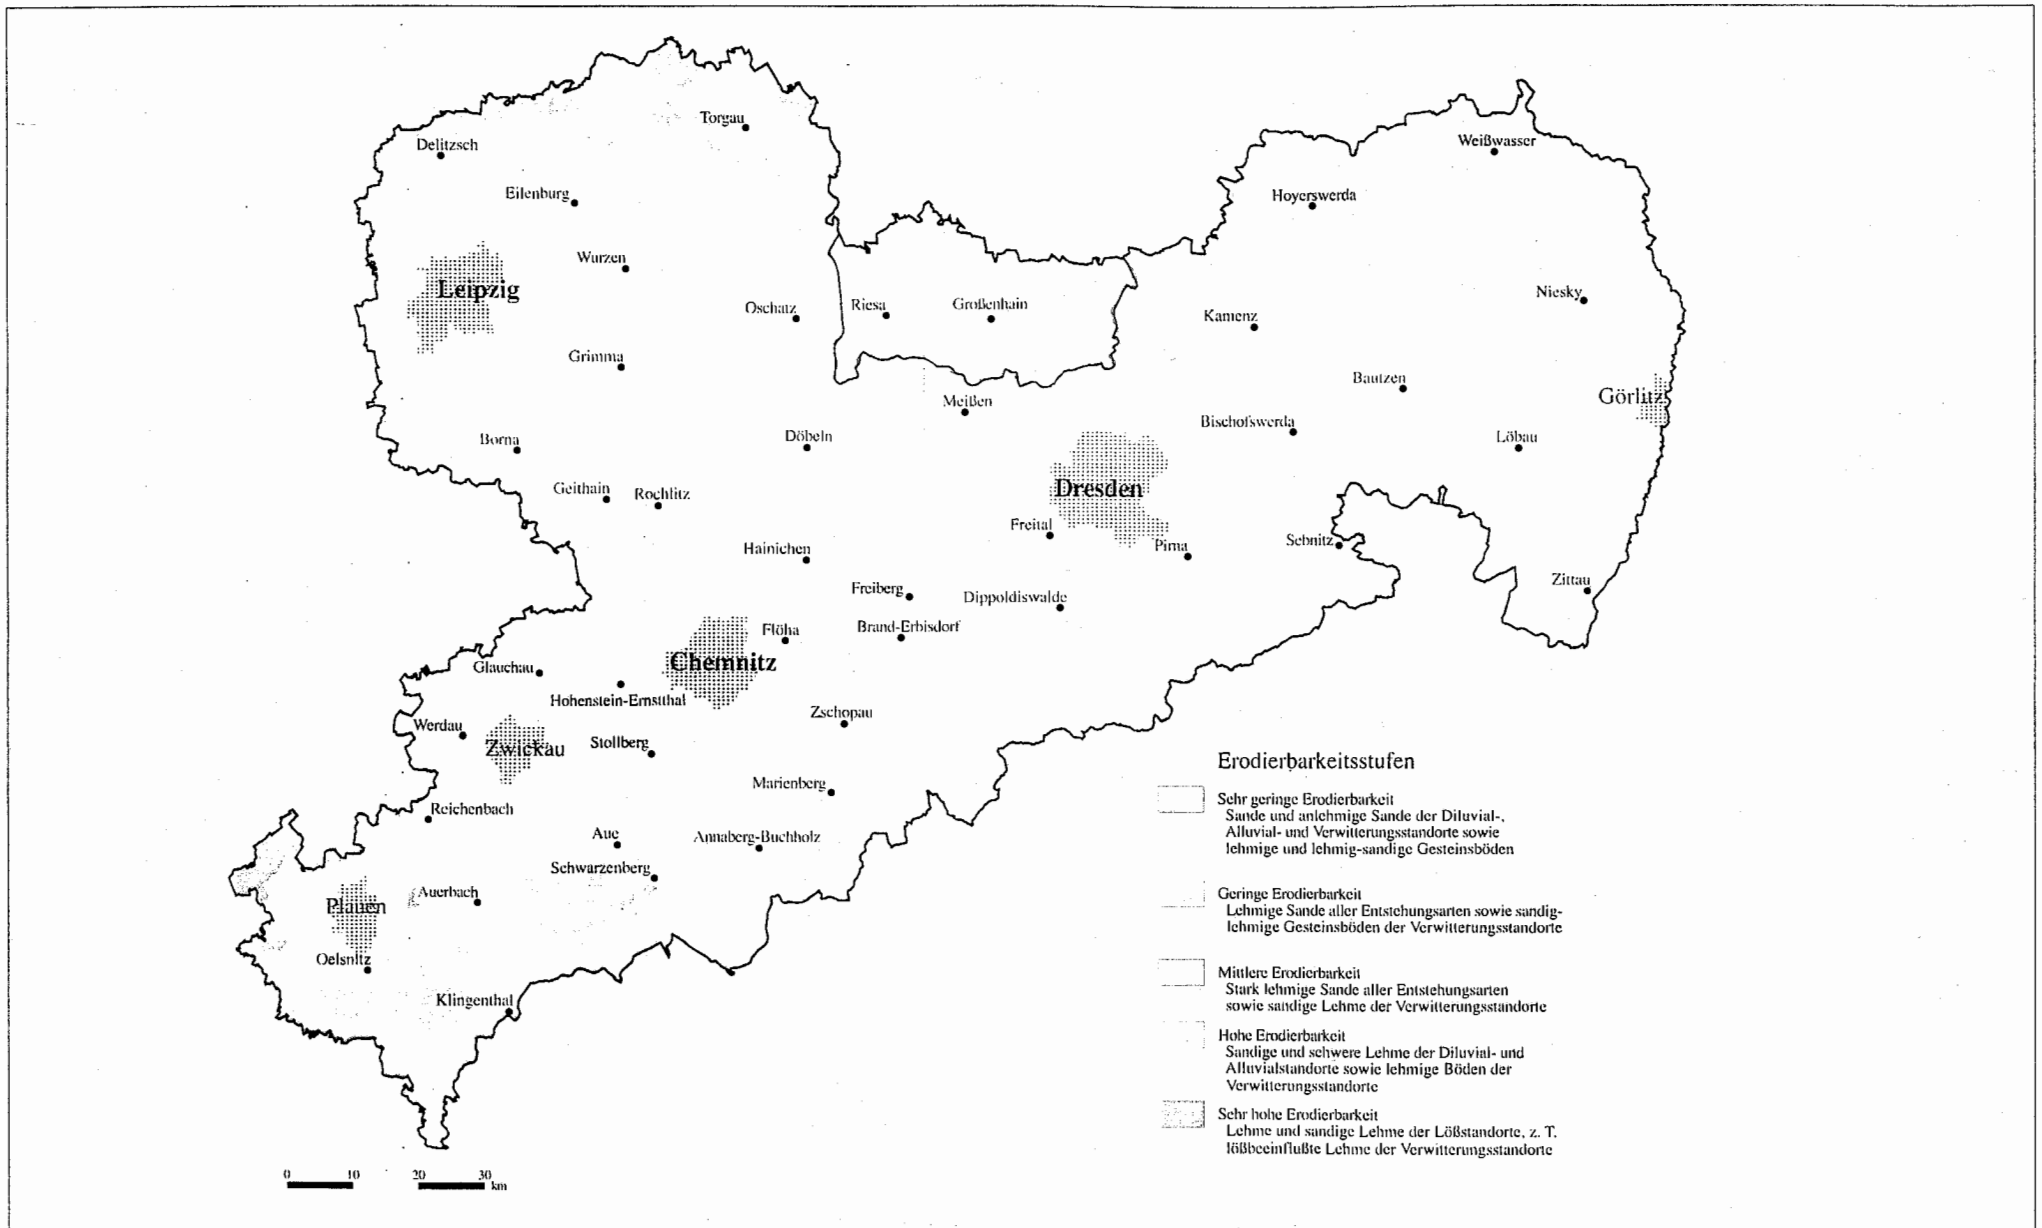 Torgau
Delitzsch
Weißwasser
Eilenburg
Hoyerswerda
Wurzen
Leipzig
Niesky
Oschatz
Riesa
Großenhain
Kamenz
Grimma
Bautzen
Görlitz
Meißen
Bischofswerda
Borna
Döbeln
Löbau
Geithain
Rochlitz
Dresden
Freital
Sebnitz
Hainichen
Pirna
Zittau
Freiberg
Dippoldiswalde
Flöha
Brand-Erbisdorf
Chemnitz
Glauchau
Hohenstein-Ernstthal
Zschopau
Werdau
Zwickau
Stollberg
Marienberg
Reichenbach
Aue
Annaberg-Buchholz
Schwarzenberg
Auerbach
Plauen
Oelsnitz
Klingenthal
Erodierbarkeitsstufen
Sehr geringe Erodierbarkeit
Sande und anlehmige Sande der Diluvial-,
Alluvial- und Verwitterungsstandorte sowie
lehmige und lehmig-sandige Gesteinsböden
Geringe Erodierbarkeit
Lehmige Sande aller Entstehungsarten sowie sandig-
lehmige Gesteinsböden der Verwitterungsstandorte
Mittlere Erodierbarkeit
Stark lehmige Sande aller Entstehungsarten
sowie sandige Lehme der Verwitterungsstandorte
Hohe Erodierbarkeit
Sandige und schwere Lehme der Diluvial- und
Alluvialstandorte sowie lehmige Böden der
Verwitterungsstandorte
Sehr hohe Erodierbarkeit
Lehme und sandige Lehme der Lößstandorte, z. T.
lößbeeinflußte Lehme der Verwitterungsstandorte
0 10 20 30
km